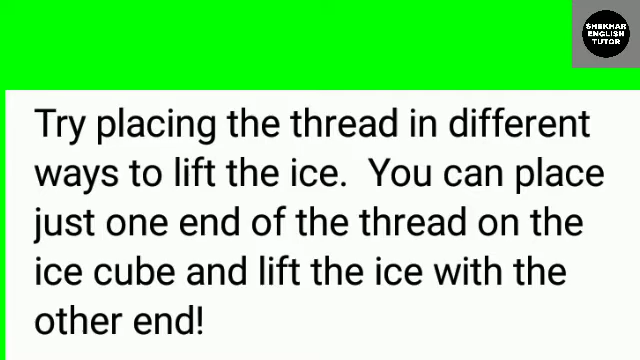 SHEKHAR
ENGLISH
TUTOR
Try placing the thread in different
ways to lift the ice.  You can place
just one end of the thread on the
ice cube and lift the ice with the
other end!